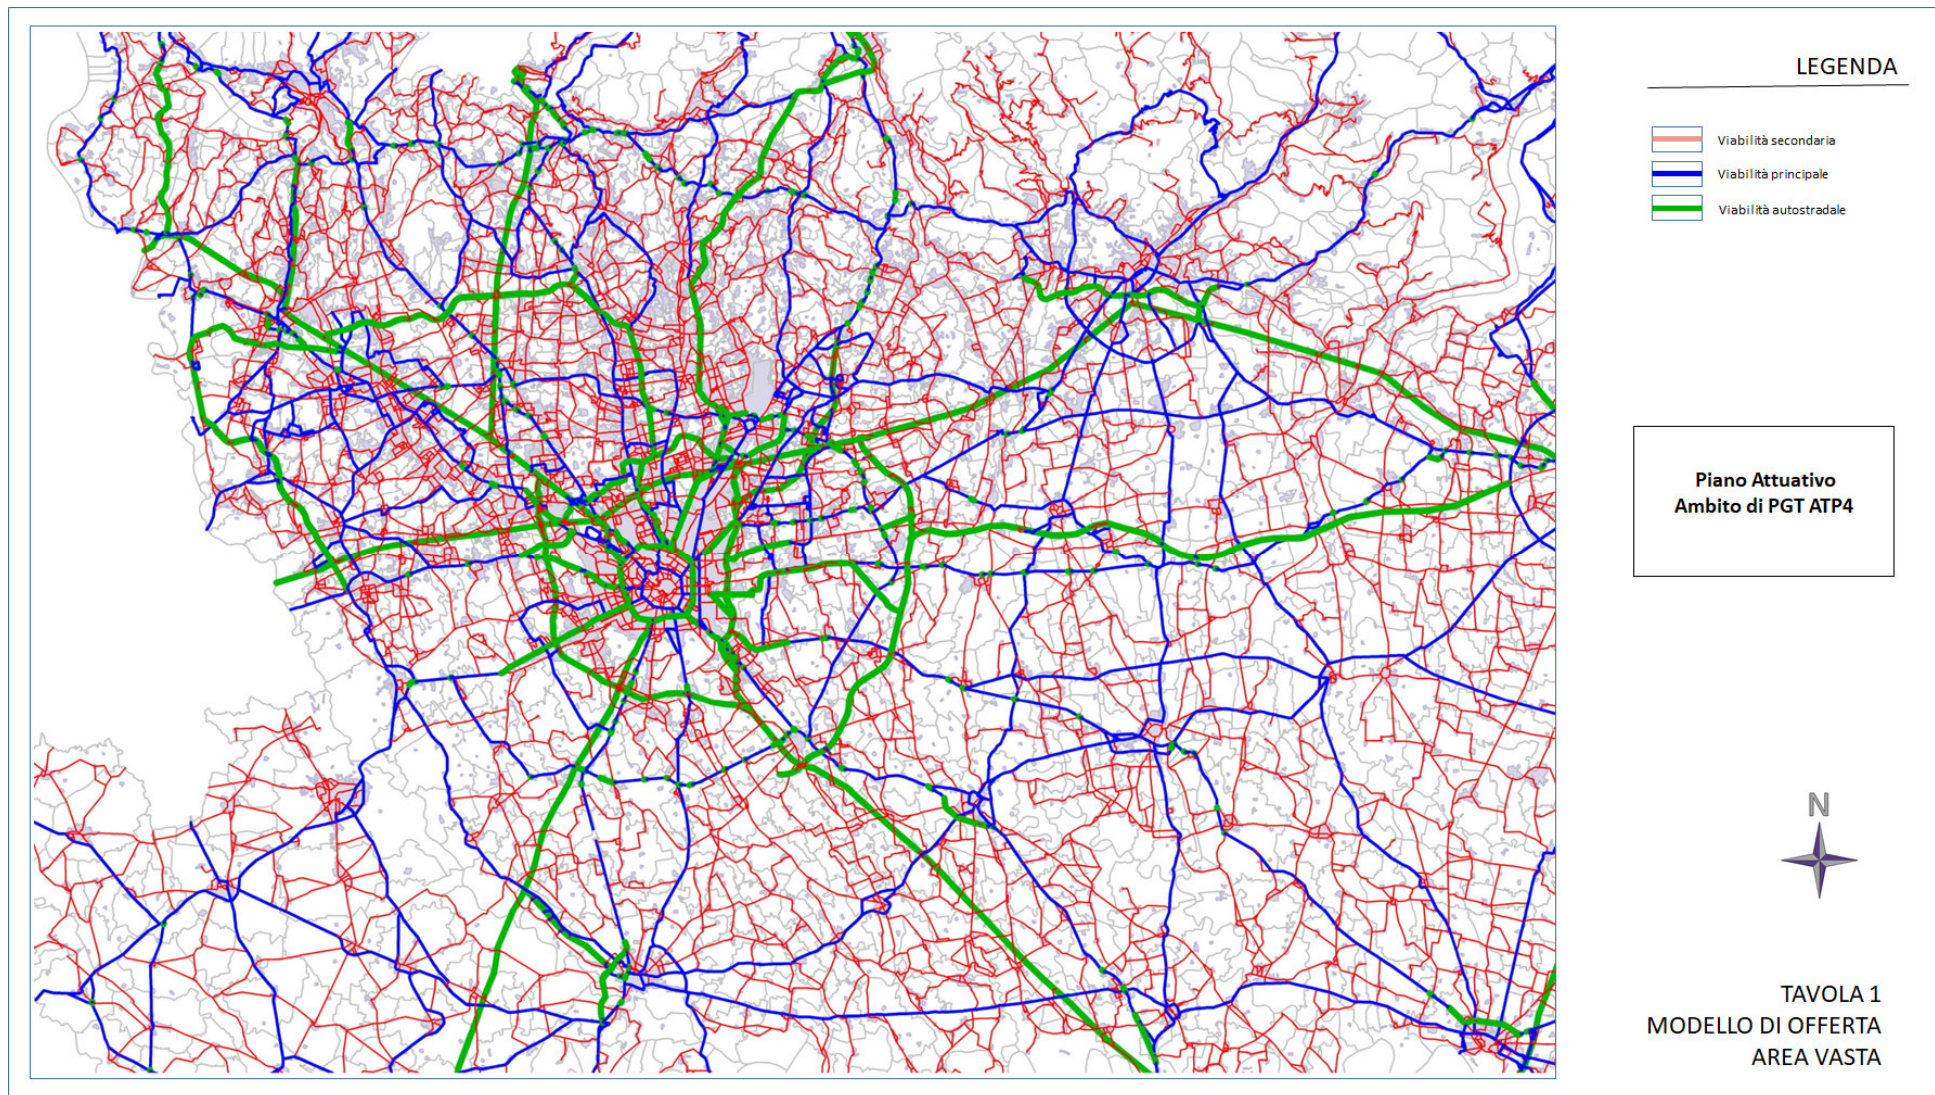 LEGENDA
Viabilità secondaria
Viabilità principale
Viabilità autostradale
Piano Attuativo
Ambito di PGT ATP4
N
TAVOLA 1
MODELLO DI OFFERTA
AREA VASTA